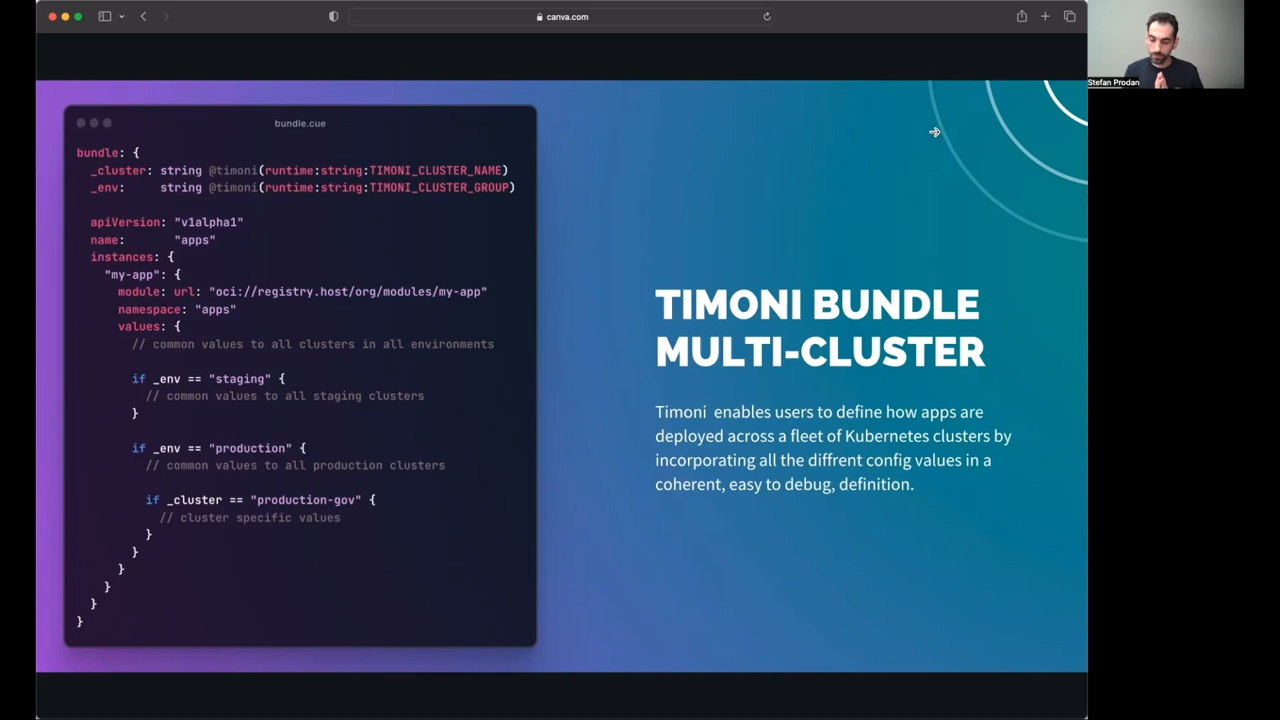 canva.com
Stefan Prodan
bundle.cue
bundle: {
  _cluster: string @timoni(runtime:string:TIMONI_CLUSTER_NAME)
  _env:     string @timoni(runtime:string:TIMONI_CLUSTER_GROUP)
  apiVersion: "v1alpha1"
  name:       "apps"
  instances: {
    "my-app": {
      module: url: "oci://registry.host/org/modules/my-app"
      namespace: "apps"
      values: {
        // common values to all clusters in all environments
        if _env == "staging" {
          // common values to all staging clusters
        }
        if _env == "production" {
          // common values to all production clusters
          if _cluster == "production-gov" {
            // cluster specific values
          }
        }
      }
    }
  }
}
TIMONI BUNDLE
MULTI-CLUSTER
Timoni enables users to define how apps are
deployed across a fleet of Kubernetes clusters by
incorporating all the diffrent config values in a
coherent, easy to debug, definition.